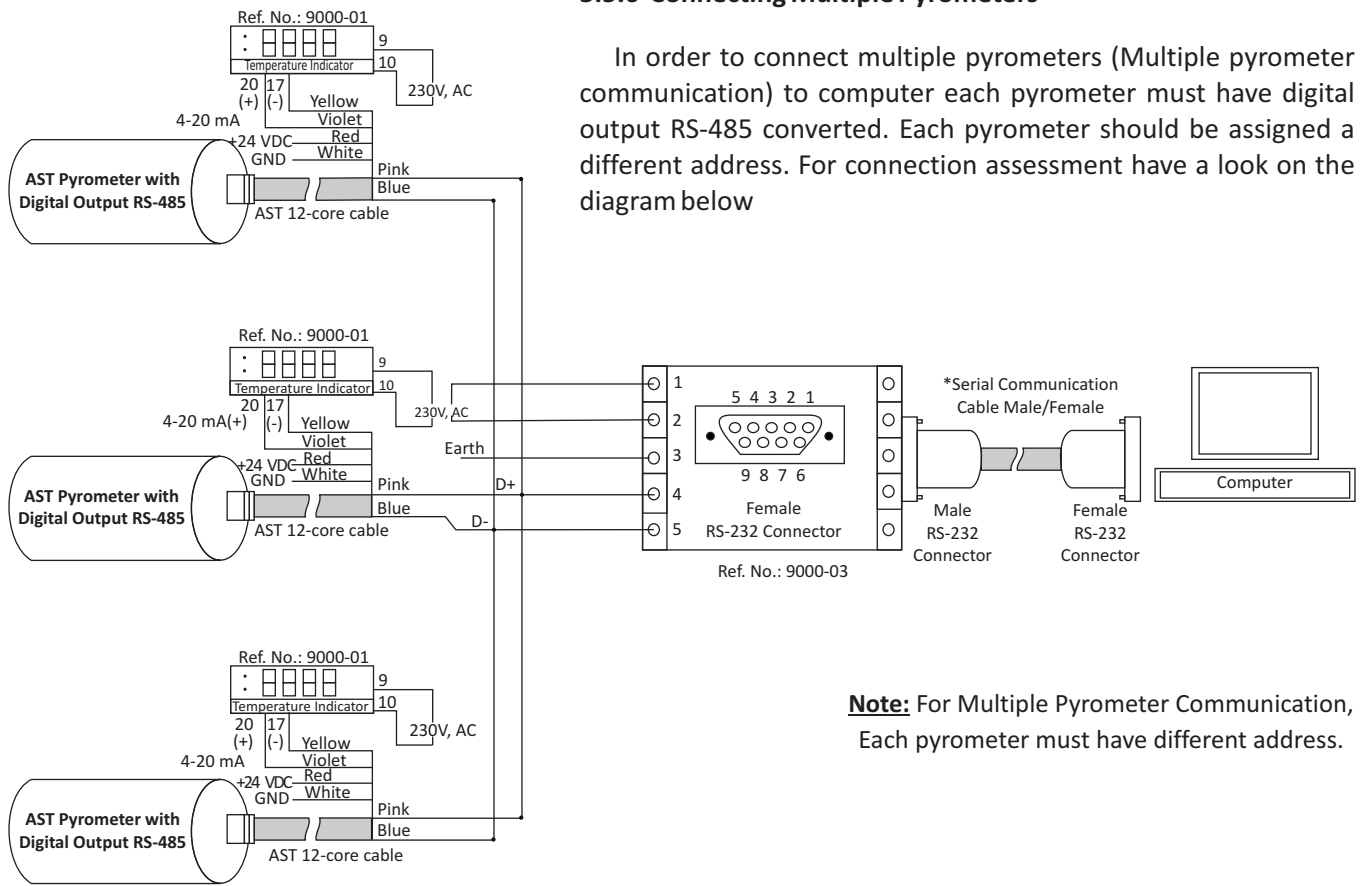 5.5.6 Connecting Multiple Pyrometers
In order to connect multiple pyrometers (Multiple pyrometer
communication) to computer each pyrometer must have digital
output RS-485 converted. Each pyrometer should be assigned a
different address. For connection assessment have a look on the
diagram below
Ref. No.: 9000-01
9
Temperature Indicator
10
230V, AC
20 17
(+) (-)
Yellow
4-20 mA
Violet
+24 VDC
Red
GND
White
Pink
Blue
AST Pyrometer with
Digital Output RS-485
AST 12-core cable
Ref. No.: 9000-01
9
Temperature Indicator
10
230V, AC
20 17
4-20 mA(+) (-)
Yellow
Violet
+24 VDC
Red
GND
White
Pink
Blue
AST Pyrometer with
Digital Output RS-485
AST 12-core cable
D+
D-
Earth
1
2
3
4
5
5 4 3 2 1
9 8 7 6
Female
RS-232 Connector
Ref. No.: 9000-03
*Serial Communication
Cable Male/Female
Male
RS-232
Connector
Female
RS-232
Connector
Computer
Ref. No.: 9000-01
9
Temperature Indicator
10
230V, AC
20 17
(+) (-)
Yellow
4-20 mA
Violet
+24 VDC
Red
GND
White
Pink
Blue
AST Pyrometer with
Digital Output RS-485
AST 12-core cable
Note: For Multiple Pyrometer Communication,
Each pyrometer must have different address.